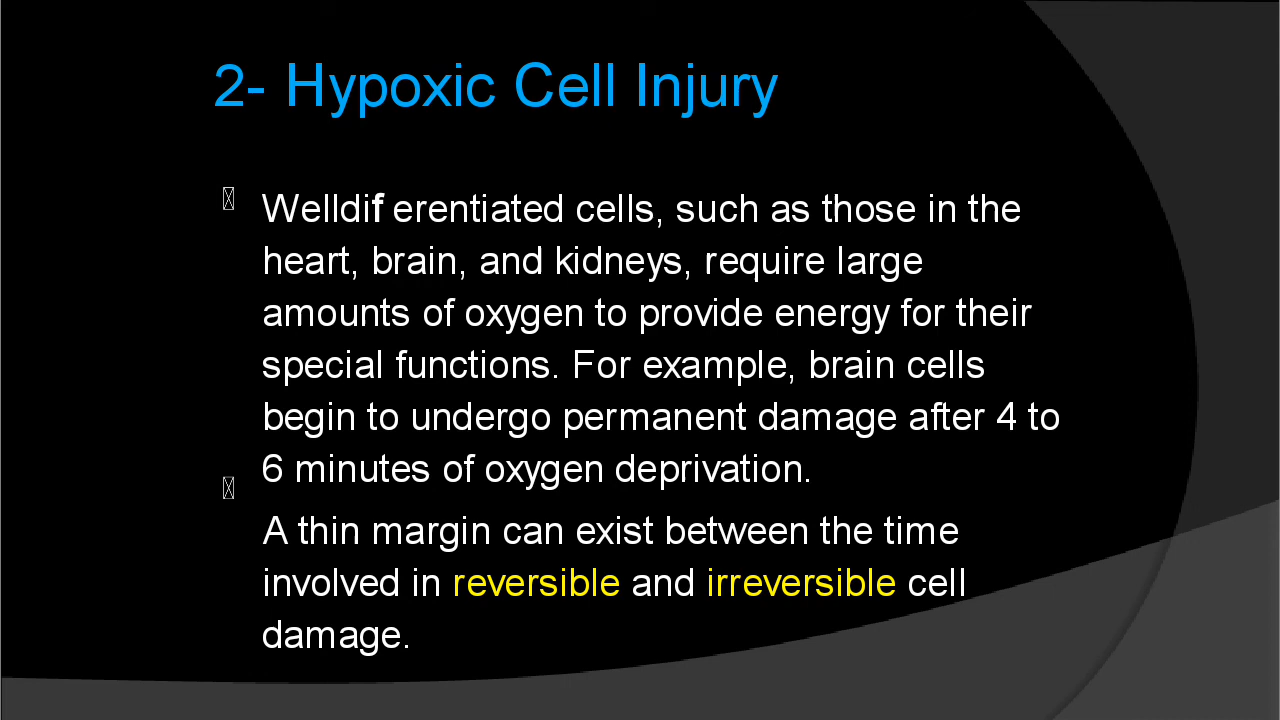 2- Hypoxic Cell Injury
Welldif erentiated cells, such as those in the
heart, brain, and kidneys, require large
amounts of oxygen to provide energy for their
special functions. For example, brain cells
begin to undergo permanent damage after 4 to
6 minutes of oxygen deprivation.
A thin margin can exist between the time
involved in reversible and irreversible cell
damage.